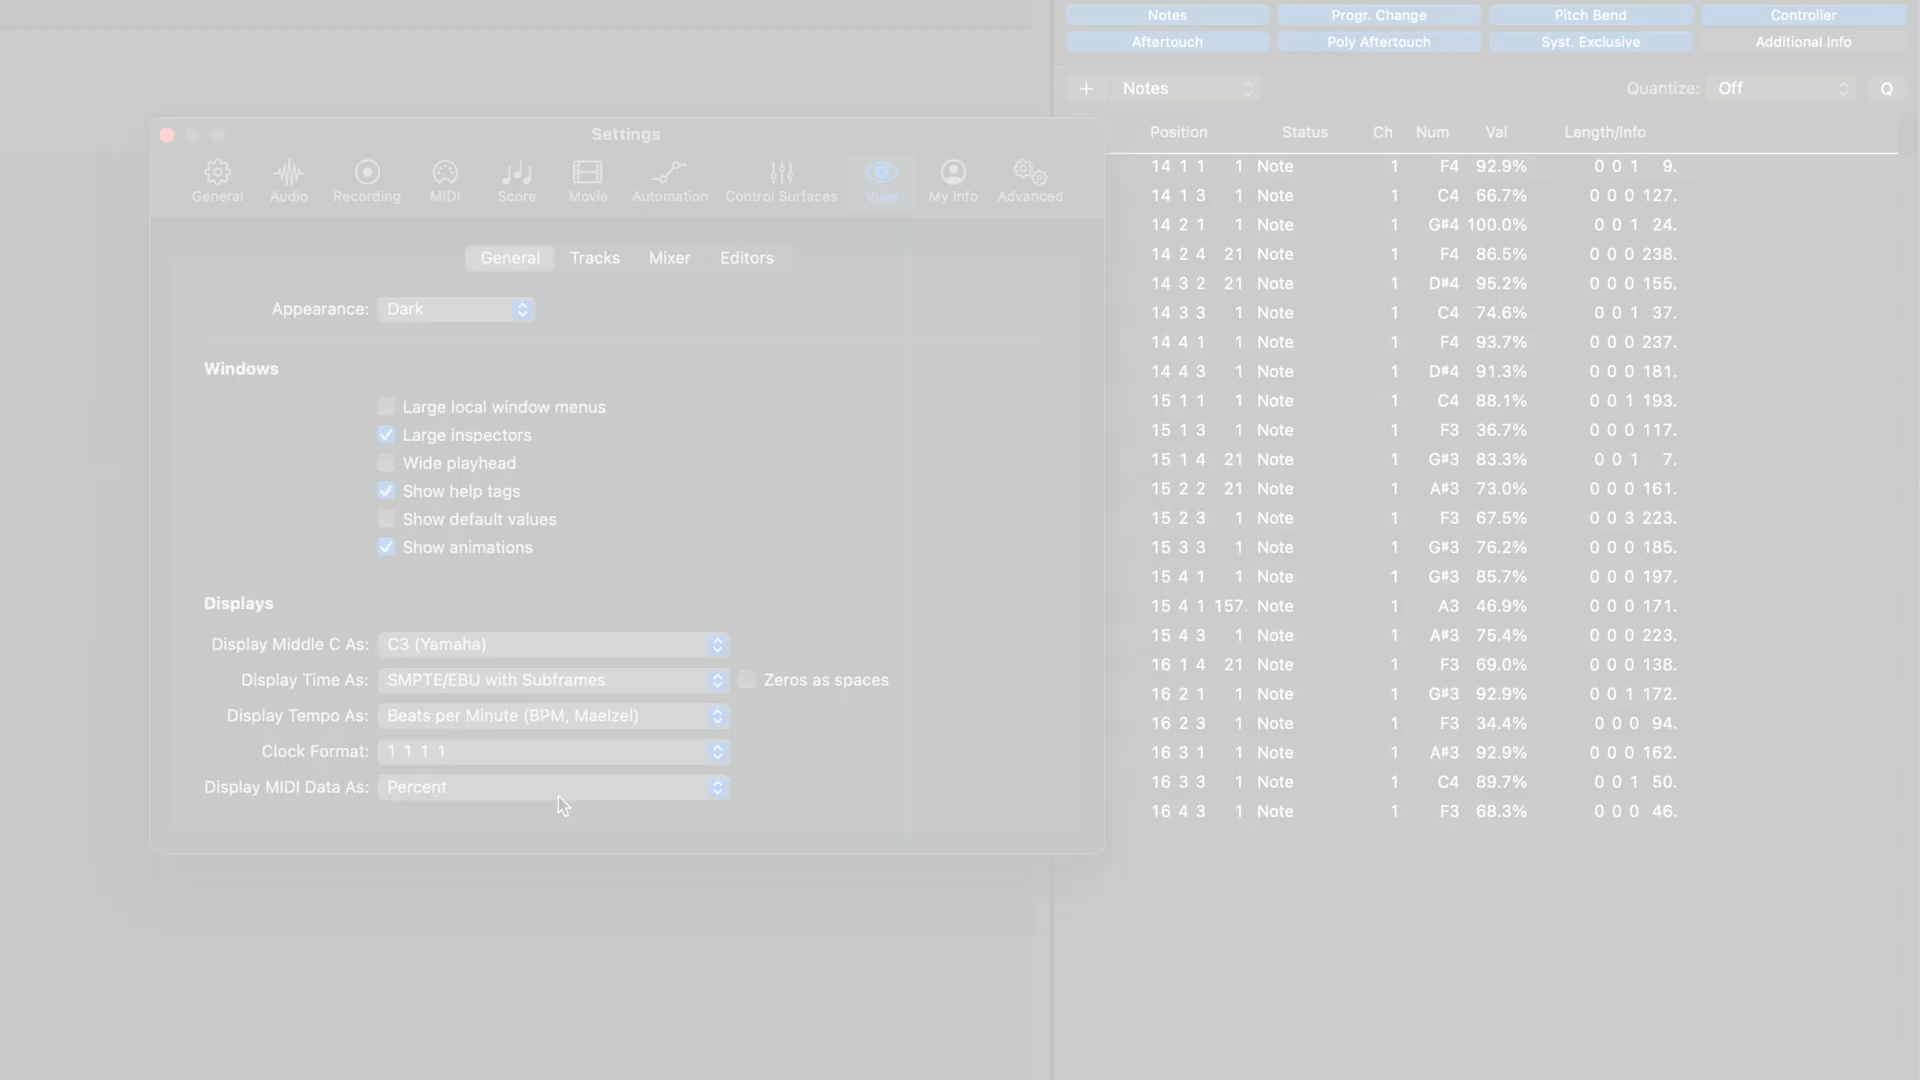 Notes Progr. Change Pitch Bend Controller
Aftertouch Poly Aftertouch Syst. Exclusive Additional Info
+ Notes Quantize: Off Q
Settings
General Audio Recording MIDI Score Movie Automation Control Surfaces View My Info Advanced
General Tracks Mixer Editors
Appearance: Dark
Windows
Large local window menus
Large inspectors
Wide playhead
Show help tags
Show default values
Show animations
Displays
Display Middle C As: C3 (Yamaha)
Display Time As: SMPTE/EBU with Subframes Zeros as spaces
Display Tempo As: Beats per Minute (BPM, Maelzel)
Clock Format: 1 1 1 1
Display MIDI Data As: Percent
Position Status Ch Num Val Length/Info
14 1 1 1 Note 1 F4 92.9% 0 0 1 9.
14 1 3 1 Note 1 C4 66.7% 0 0 0 127.
14 2 1 1 Note 1 G#4 100.0% 0 0 1 24.
14 2 4 21 Note 1 F4 86.5% 0 0 0 238.
14 3 2 21 Note 1 D#4 95.2% 0 0 0 155.
14 3 3 1 Note 1 C4 74.6% 0 0 1 37.
14 4 1 1 Note 1 F4 93.7% 0 0 0 237.
14 4 3 1 Note 1 D#4 91.3% 0 0 0 181.
15 1 1 1 Note 1 C4 88.1% 0 0 1 193.
15 1 3 1 Note 1 F3 36.7% 0 0 0 117.
15 1 4 21 Note 1 G#3 83.3% 0 0 1 7.
15 2 2 21 Note 1 A#3 73.0% 0 0 0 161.
15 2 3 1 Note 1 F3 67.5% 0 0 3 223.
15 3 3 1 Note 1 G#3 76.2% 0 0 0 185.
15 4 1 1 Note 1 G#3 85.7% 0 0 0 197.
15 4 1 157. Note 1 A3 46.9% 0 0 0 171.
15 4 3 1 Note 1 A#3 75.4% 0 0 0 223.
16 1 4 21 Note 1 F3 69.0% 0 0 0 138.
16 2 1 1 Note 1 G#3 92.9% 0 0 1 172.
16 2 3 1 Note 1 F3 34.4% 0 0 0 94.
16 3 1 1 Note 1 A#3 92.9% 0 0 0 162.
16 3 3 1 Note 1 C4 89.7% 0 0 1 50.
16 4 3 1 Note 1 F3 68.3% 0 0 0 46.